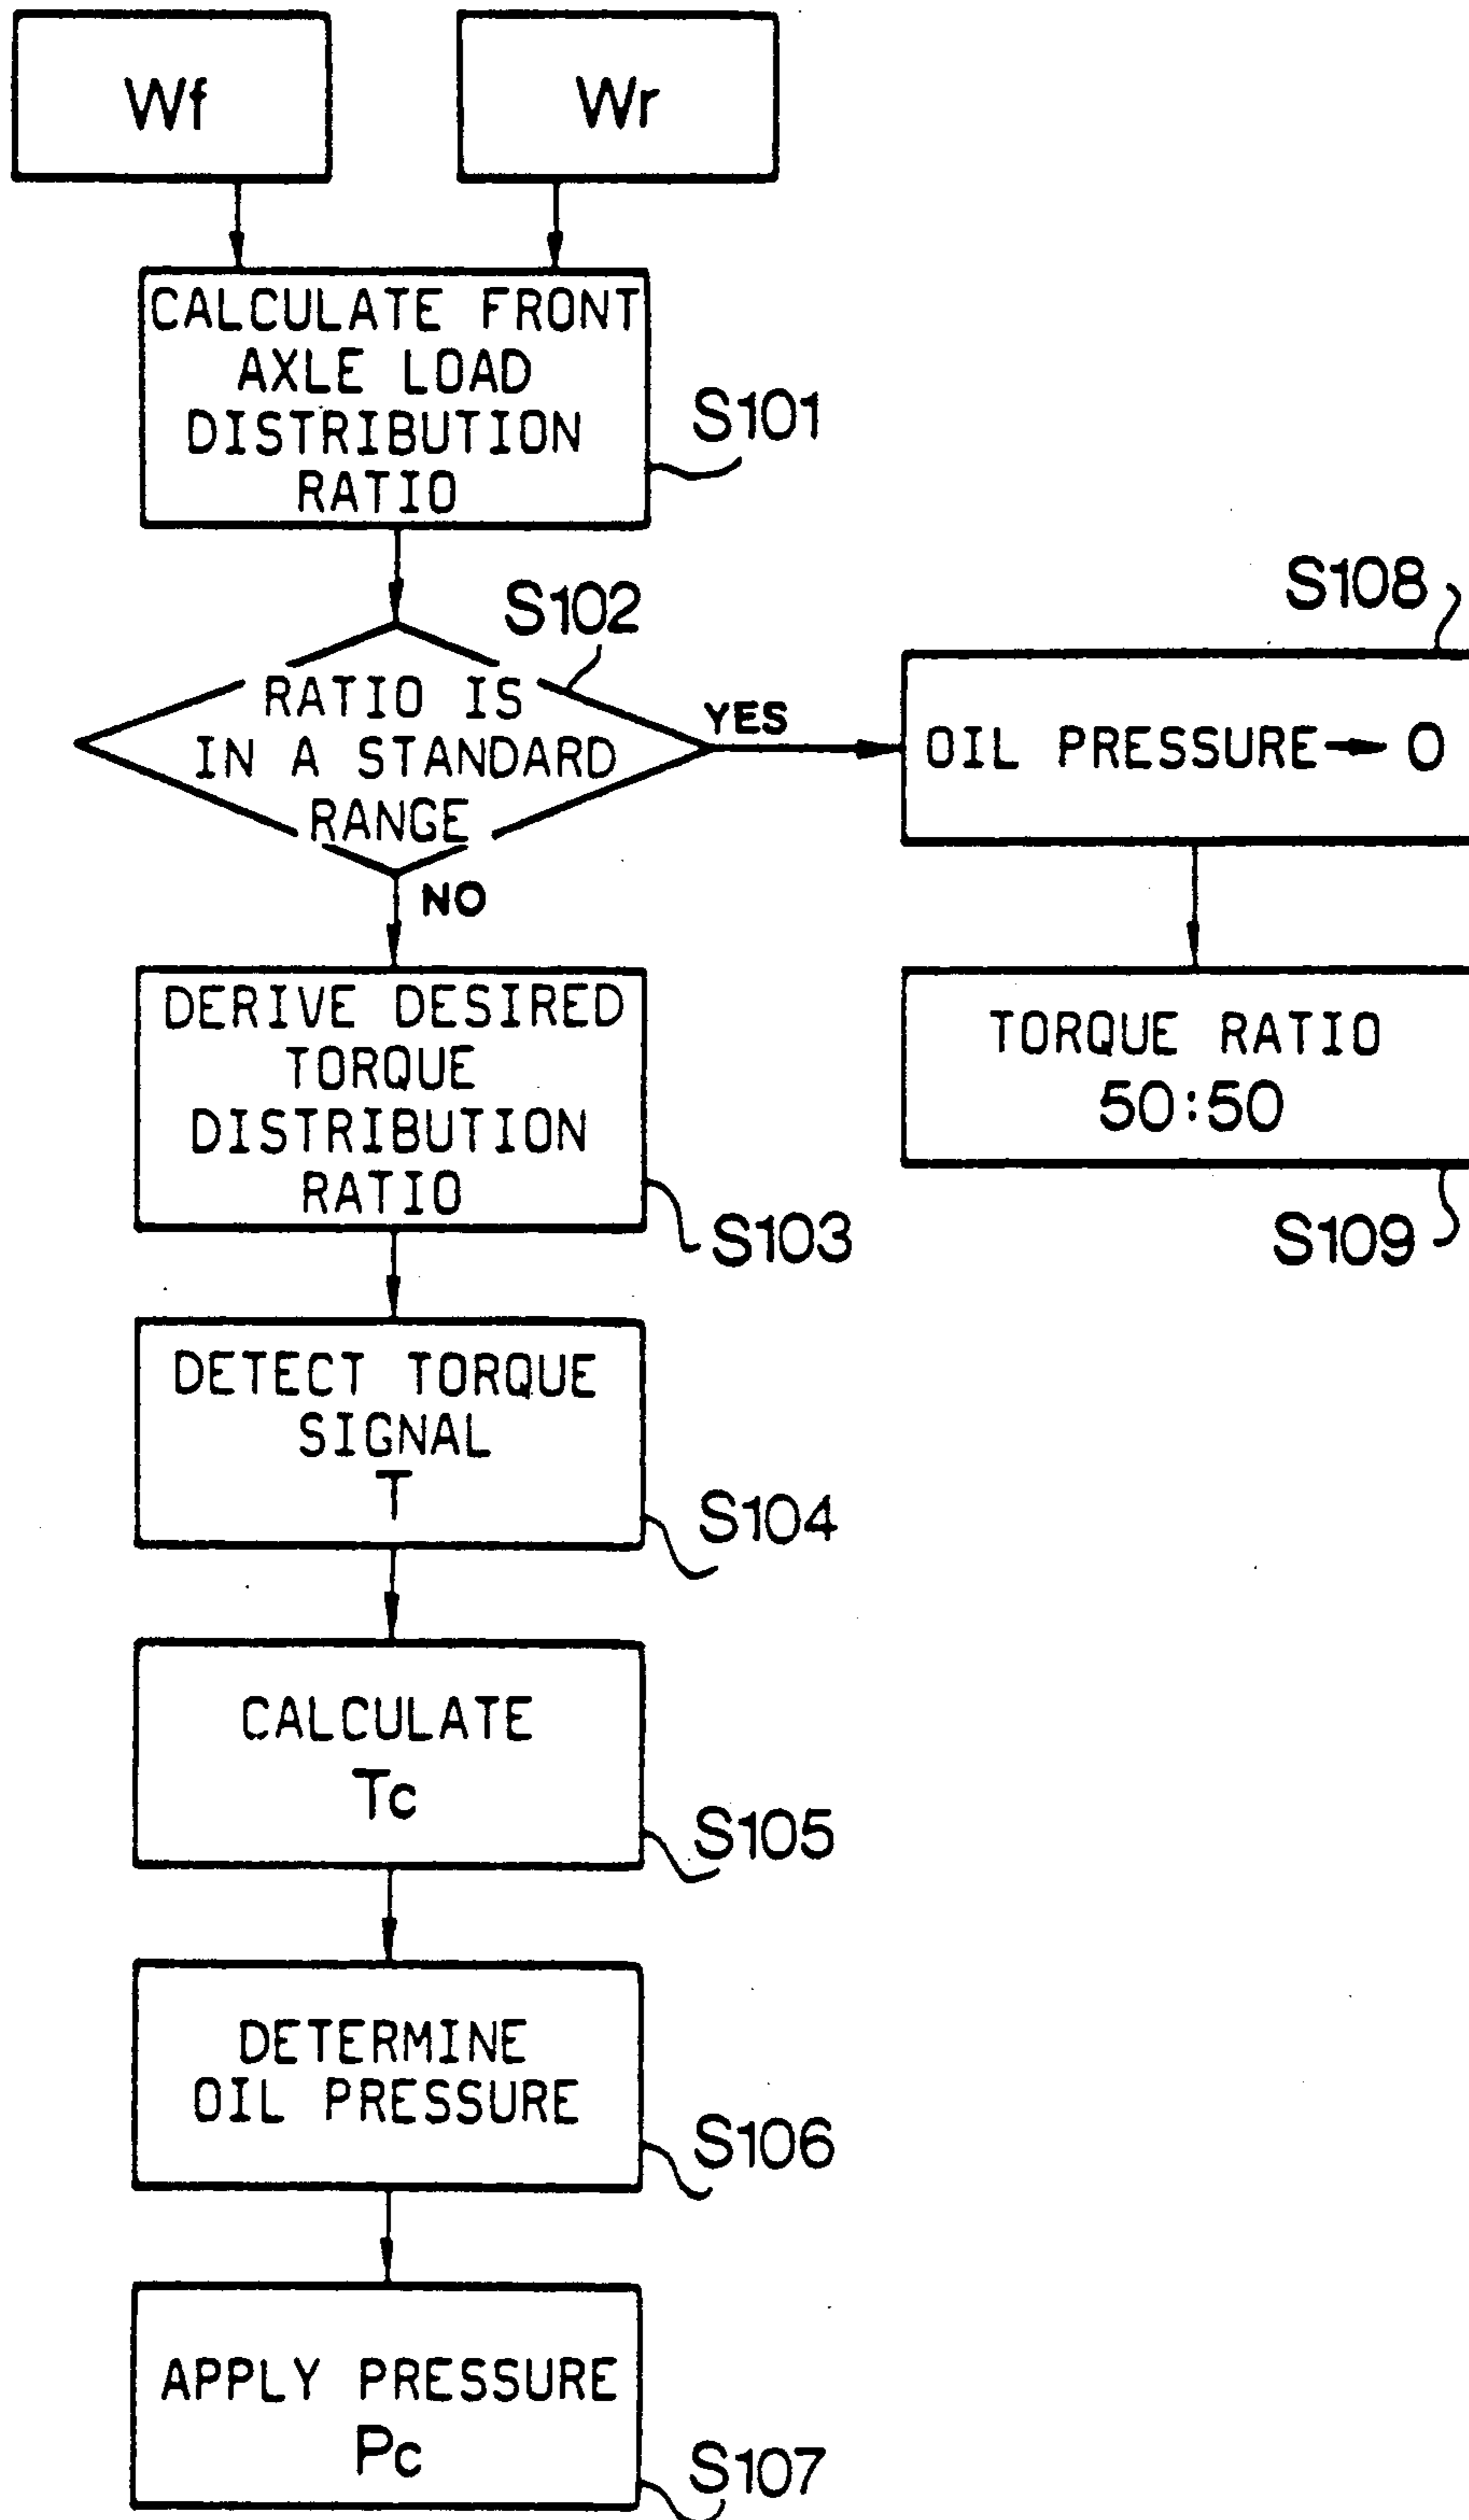 Wf
Wr
CALCULATE FRONT
AXLE LOAD
DISTRIBUTION
RATIO
S101
S102
RATIO IS
IN A STANDARD
RANGE
YES
NO
S108
OIL PRESSURE → 0
TORQUE RATIO
50:50
S109
DERIVE DESIRED
TORQUE
DISTRIBUTION
RATIO
S103
DETECT TORQUE
SIGNAL
T
S104
CALCULATE
Tc
S105
DETERMINE
OIL PRESSURE
S106
APPLY PRESSURE
Pc
S107